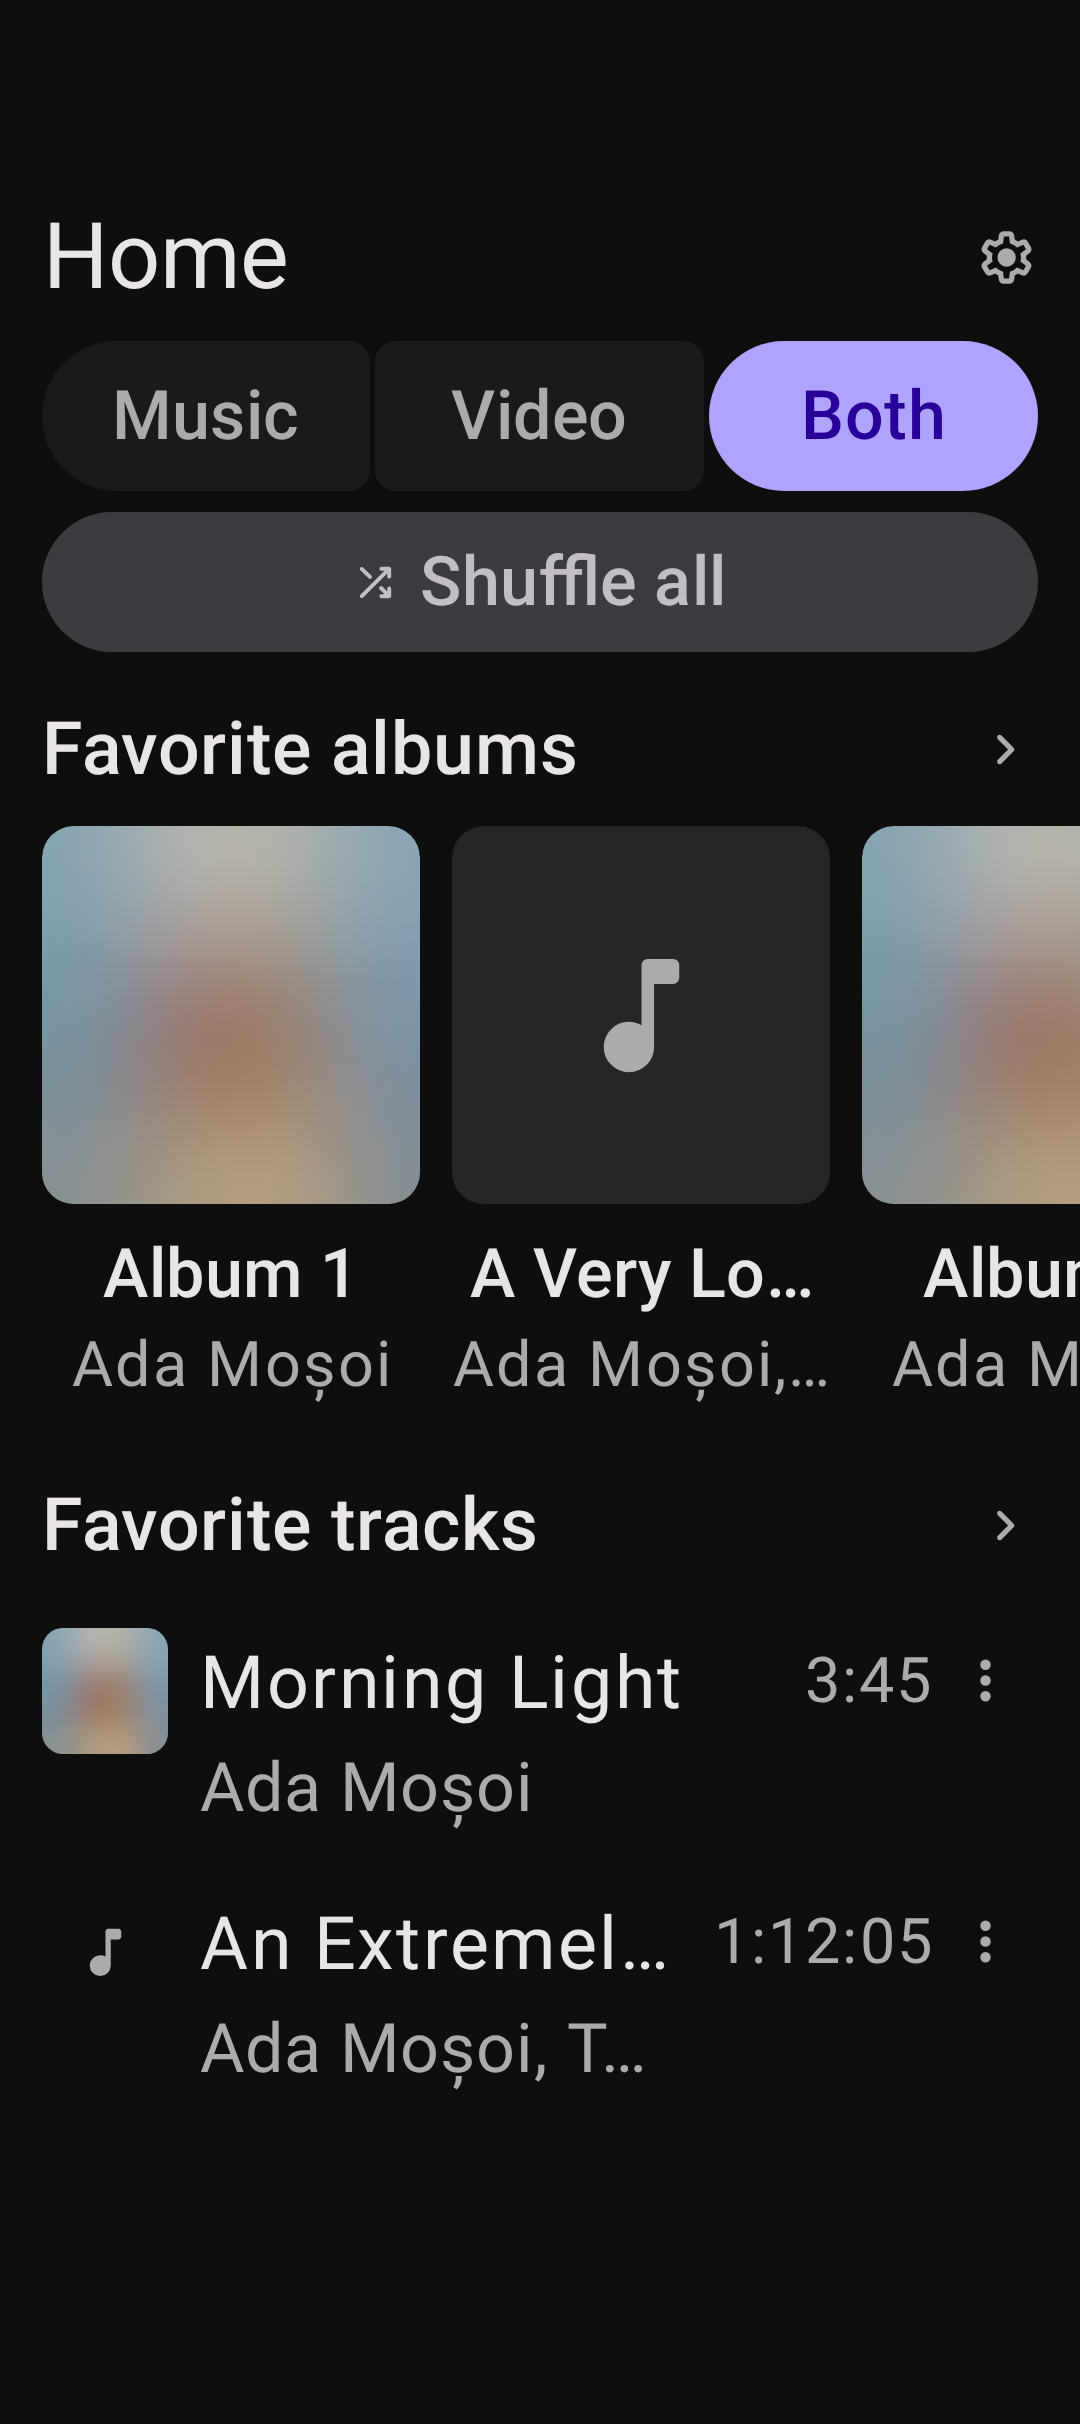 Home
Music Video Both
Shuffle all
Favorite albums
Album 1
Ada Moșoi
A Very Lo…
Ada Moșoi,…
Albu
Ada M
Favorite tracks
Morning Light 3:45
Ada Moșoi
An Extremel… 1:12:05
Ada Moșoi, T…